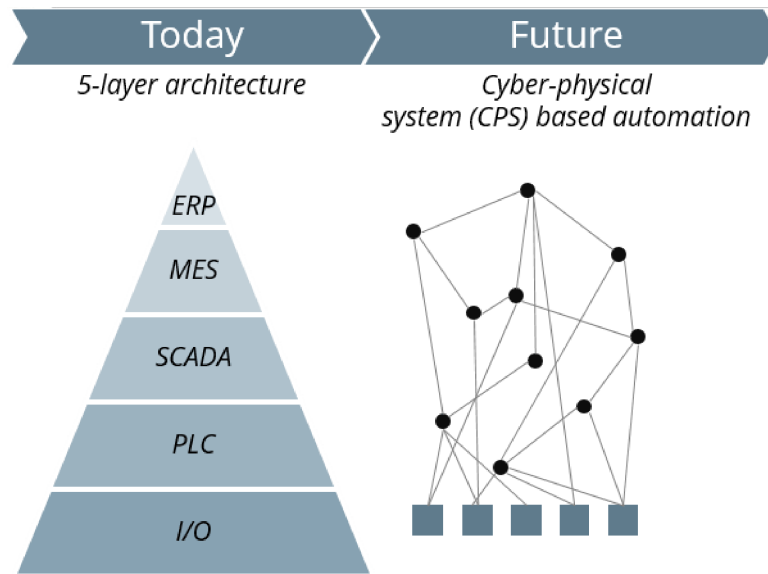 Today
Future
5-layer architecture
Cyber-physical
system (CPS) based automation
ERP
MES
SCADA
PLC
I/O